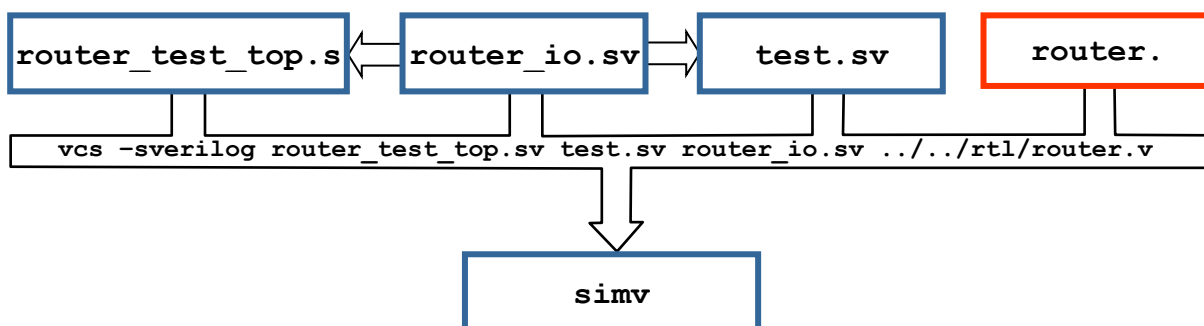 router_test_top.s router_io.sv test.sv router.
vcs –sverilog router_test_top.sv test.sv router_io.sv ../../rtl/router.v
simv